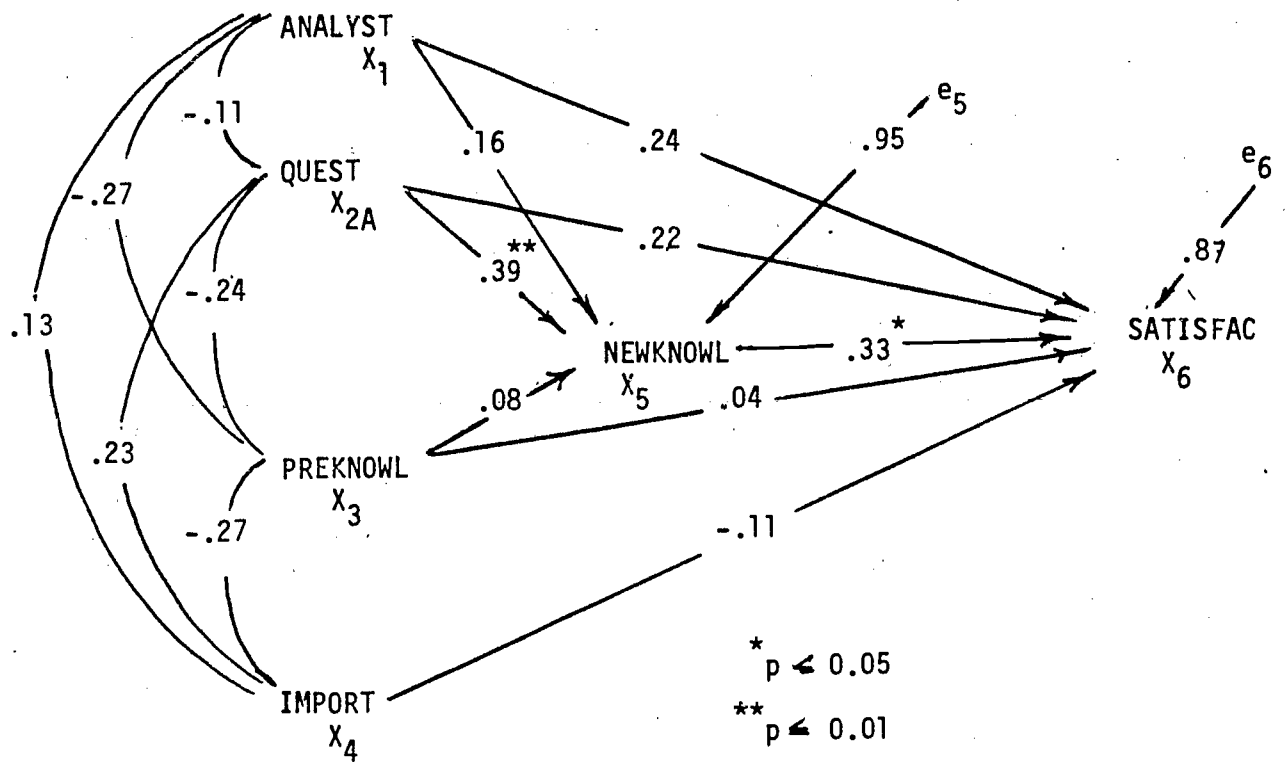 ANALYST
X1
-.11
e5
.16
.24
.95
e6
QUEST
X2A
-.27
.22
.87
**
.39
-.24
.13
*
.33
SATISFAC
X6
NEWKNOWL
X5
.08
.04
.23
PREKNOWL
X3
-.27
-.11
*p ≤ 0.05
**p ≤ 0.01
IMPORT
X4